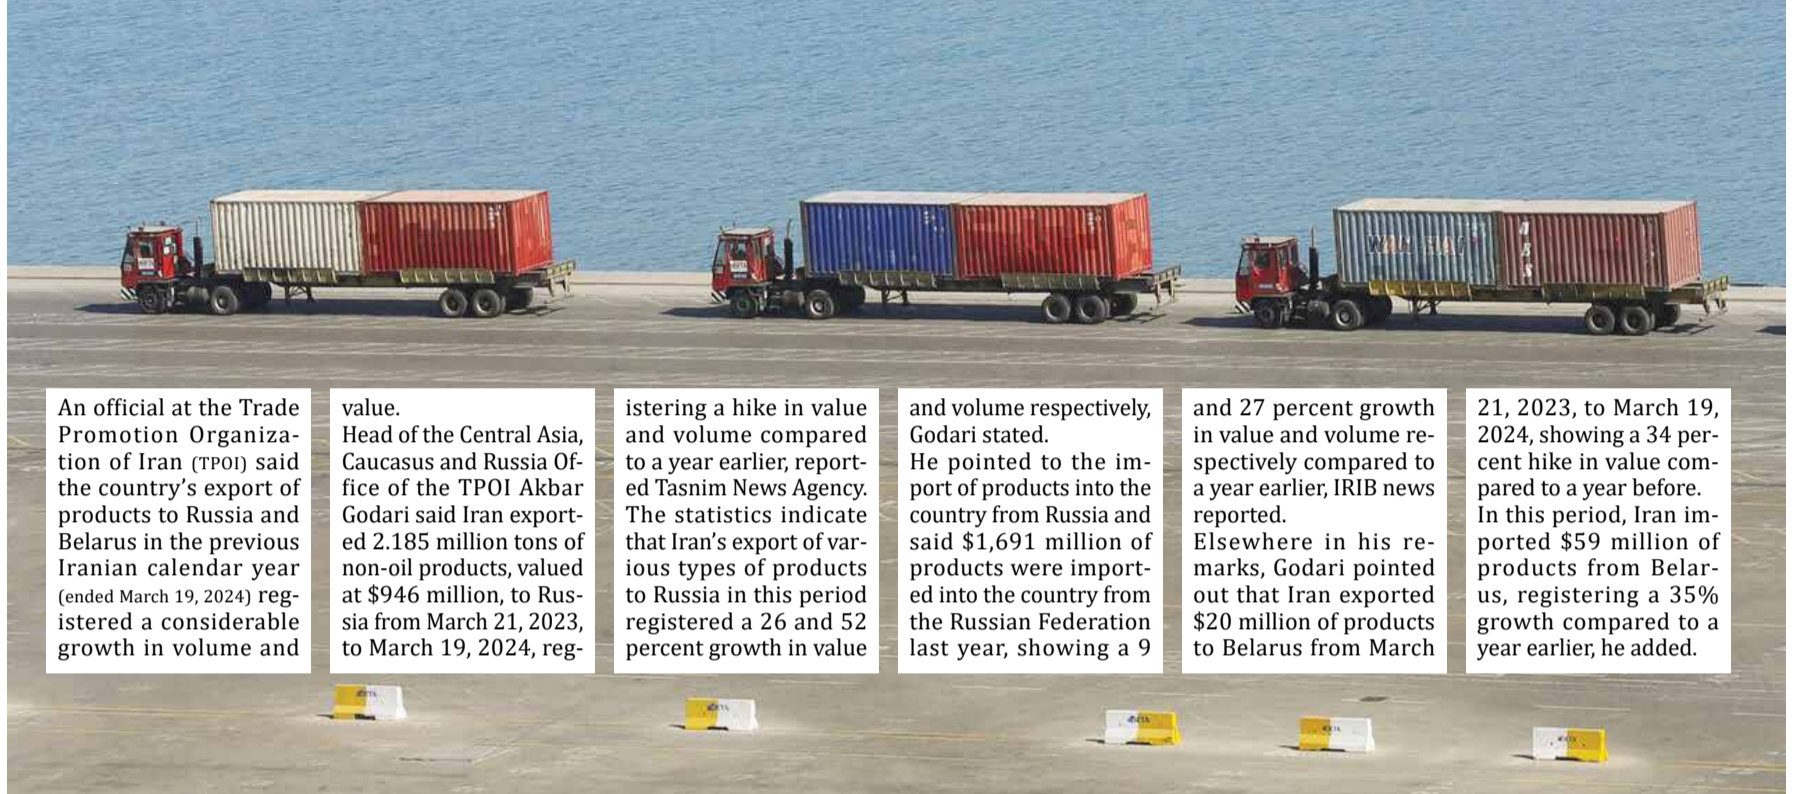 WAN HAI
An official at the Trade
Promotion Organiza-
tion of Iran (TPOI) said
the country's export of
products to Russia and
Belarus in the previous
Iranian calendar year
(ended March 19, 2024) reg-
istered a considerable
growth in volume and
value.
Head of the Central Asia,
Caucasus and Russia Of-
fice of the TPOI Akbar
Godari said Iran export-
ed 2.185 million tons of
non-oil products, valued
at $946 million, to Rus-
sia from March 21, 2023,
to March 19, 2024, reg-
istering a hike in value
and volume compared
to a year earlier, report-
ed Tasnim News Agency.
The statistics indicate
that Iran's export of var-
ious types of products
to Russia in this period
registered a 26 and 52
percent growth in value
and volume respectively,
Godari stated.
He pointed to the im-
port of products into the
country from Russia and
said $1,691 million of
products were import-
ed into the country from
the Russian Federation
last year, showing a 9
and 27 percent growth
in value and volume re-
spectively compared to
a year earlier, IRIB news
reported.
Elsewhere in his re-
marks, Godari pointed
out that Iran exported
$20 million of products
to Belarus from March
21, 2023, to March 19,
2024, showing a 34 per-
cent hike in value com-
pared to a year before.
In this period, Iran im-
ported $59 million of
products from Belar-
us, registering a 35%
growth compared to a
year earlier, he added.